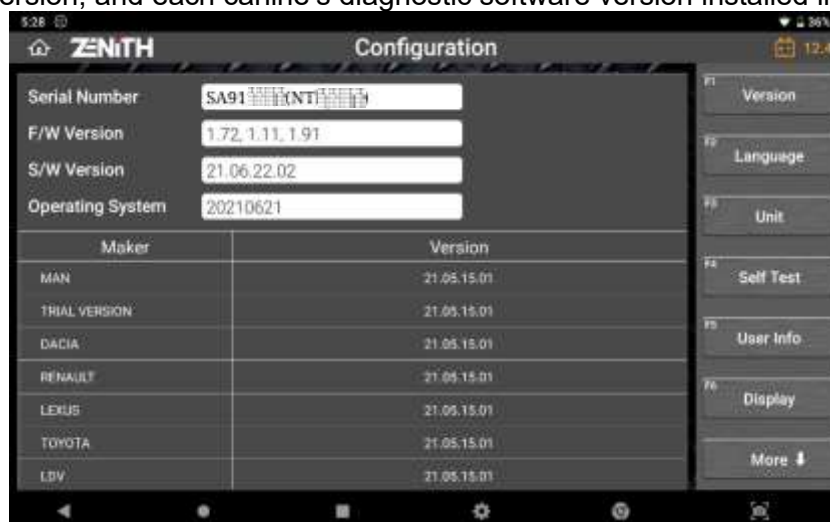 and each canine's diagnostic software version installed
5:28
36%
ZENITH
Configuration
12.4
Serial Number
SA91 (NT
F/W Version
1.72, 1.11, 1.91
S/W Version
21.06.22.02
Operating System
20210621
Maker
Version
MAN
21.05.15.01
TRIAL VERSION
21.05.15.01
DACIA
21.05.15.01
RENAULT
21.05.15.01
LEXUS
21.05.15.01
TOYOTA
21.05.15.01
LDV
21.05.15.01
F1
Version
F2
Language
F3
Unit
F4
Self Test
F5
User Info
F6
Display
More